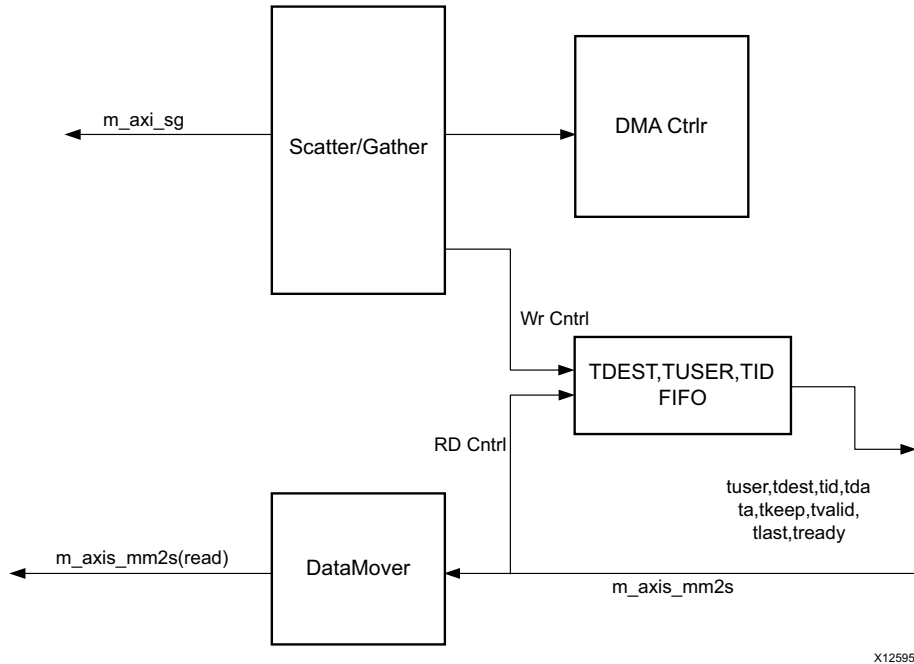 m_axi_sg
Scatter/Gather
DMA Ctrlr
Wr Cntrl
TDEST,TUSER,TID
FIFO
RD Cntrl
tuser,tdest,tid,tda
ta,tkeep,tvalid,
tlast,tready
m_axis_mm2s(read)
DataMover
m_axis_mm2s
X12595